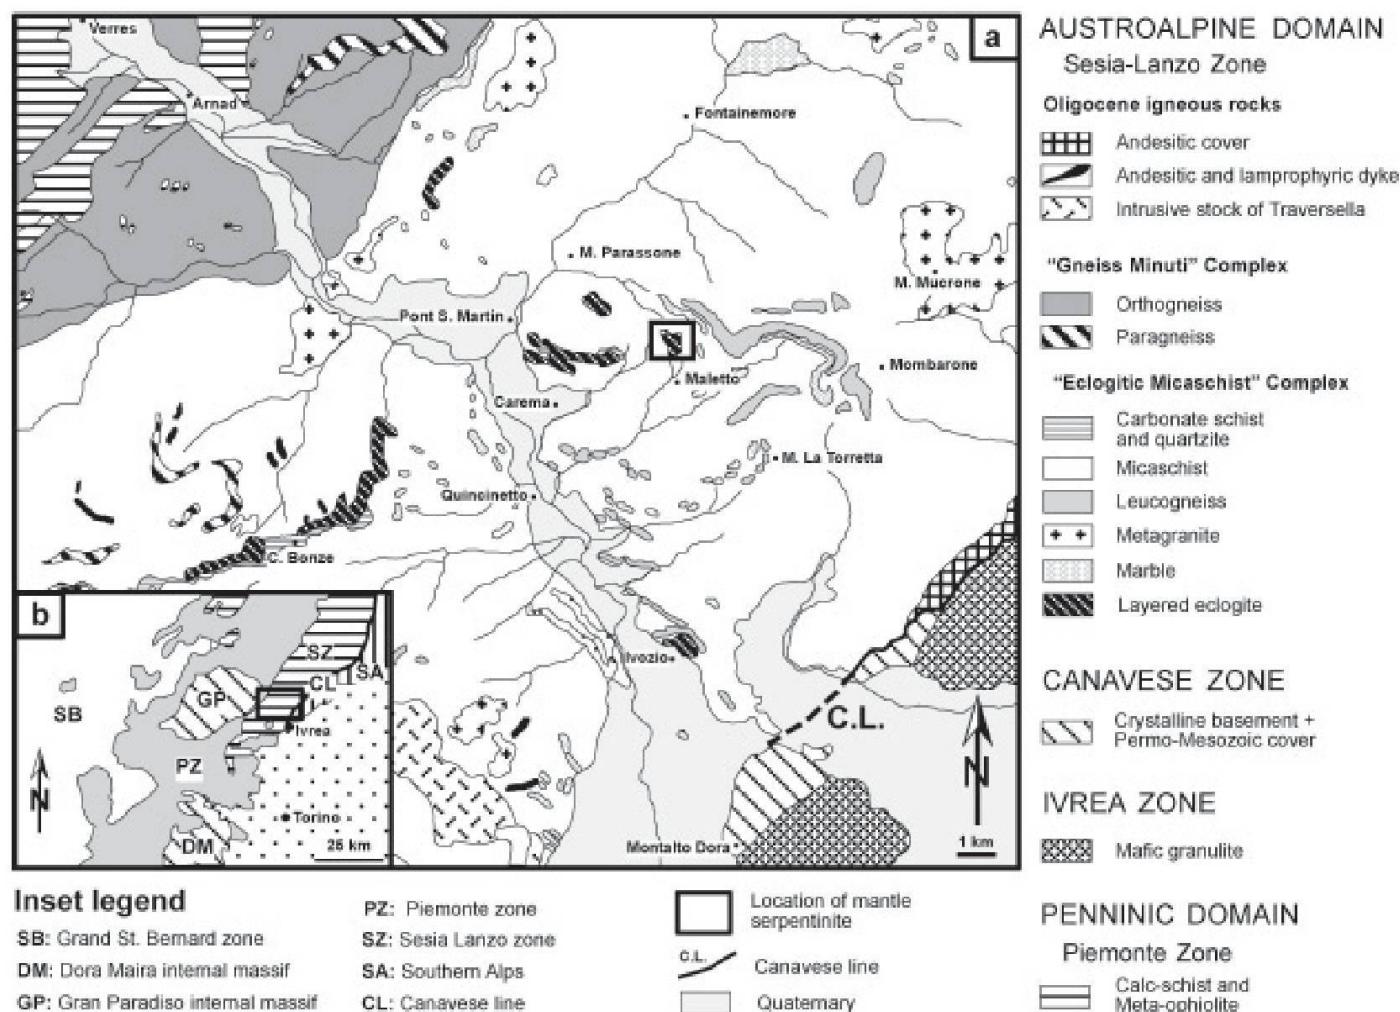 a
Verres
Arnad
Fontainemore
M. Parassone
M. Mucrone
Pont S. Martin
Mombarone
Maletto
Carema
M. La Torretta
Quincinetto
C. Bonze
Ivozio
C.L.
N
1 km
Montalto Dora
b
SZ
SA
CL
GP
SB
Ivrea
PZ
N
Torino
DM
25 km
AUSTROALPINE DOMAIN
Sesia-Lanzo Zone
Oligocene igneous rocks
Andesitic cover
Andesitic and lamprophyric dyke
Intrusive stock of Traversella
“Gneiss Minuti” Complex
Orthogneiss
Paragneiss
“Eclogitic Micaschist” Complex
Carbonate schist
and quartzite
Micaschist
Leucogneiss
Metagranite
Marble
Layered eclogite
CANAVESE ZONE
Crystalline basement +
Permo-Mesozoic cover
IVREA ZONE
Mafic granulite
PENNINIC DOMAIN
Piemonte Zone
Calc-schist and
Meta-ophiolite
Inset legend
SB: Grand St. Bernard zone
DM: Dora Maira internal massif
GP: Gran Paradiso internal massif
PZ: Piemonte zone
SZ: Sesia Lanzo zone
SA: Southern Alps
CL: Canavese line
Location of mantle
serpentinite
C.L.
Canavese line
Quaternary